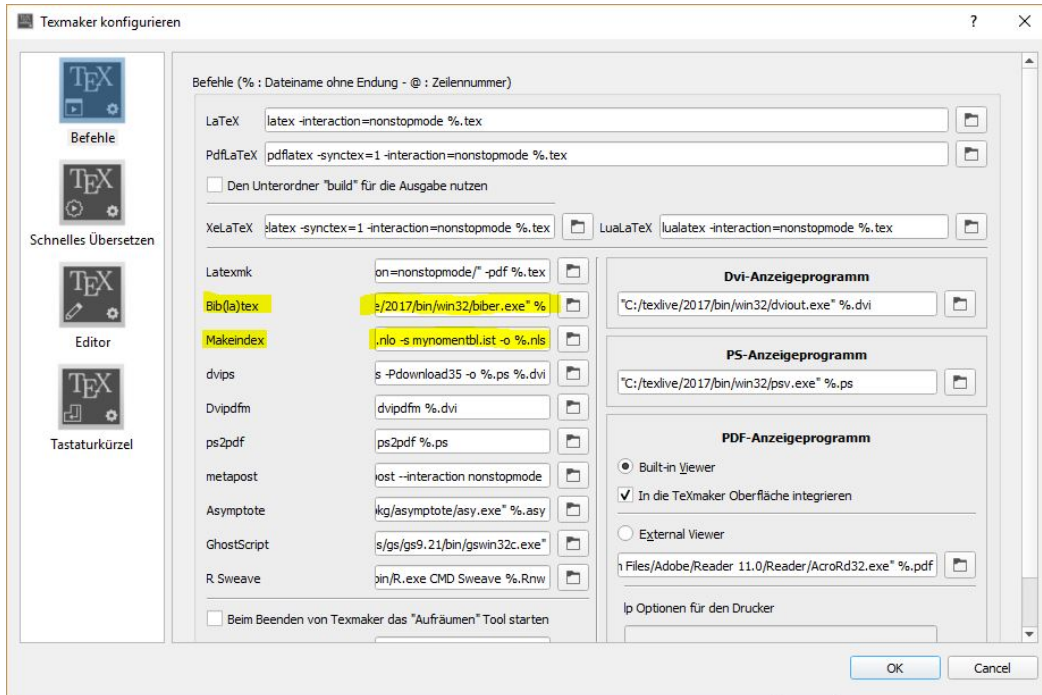 Texmaker konfigurieren
?
Befehle
Schnelles Übersetzen
Editor
Tastaturkürzel
Befehle (% : Dateiname ohne Endung - @ : Zeilennummer)
LaTeX latex -interaction=nonstopmode %.tex
PdfLaTeX pdflatex -synctex=1 -interaction=nonstopmode %.tex
Den Unterordner "build" für die Ausgabe nutzen
XeLaTeX elatex -synctex=1 -interaction=nonstopmode %.tex LuaLaTeX lualatex -interaction=nonstopmode %.tex
Latexmk on=nonstopmode/" -pdf %.tex
Bib(la)tex e/2017/bin/win32/biber.exe" %
Makeindex .nlo -s mynomentbl.ist -o %.nls
dvips s -Pdownload35 -o %.ps %.dvi
Dvipdfm dvipdfm %.dvi
ps2pdf ps2pdf %.ps
metapost post --interaction nonstopmode
Asymptote kg/asymptote/asy.exe" %.asy
GhostScript s/gs/gs9.21/bin/gswin32c.exe"
R Sweave bin/R.exe CMD Sweave %.Rnw
Beim Beenden von Texmaker das "Aufräumen" Tool starten
Dvi-Anzeigeprogramm
"C:/texlive/2017/bin/win32/dviout.exe" %.dvi
PS-Anzeigeprogramm
"C:/texlive/2017/bin/win32/psv.exe" %.ps
PDF-Anzeigeprogramm
Built-in Viewer
In die TeXmaker Oberfläche integrieren
External Viewer
n Files/Adobe/Reader 11.0/Reader/AcroRd32.exe" %.pdf
lp Optionen für den Drucker
OK
Cancel
TEX
TEX
TEX
TEX